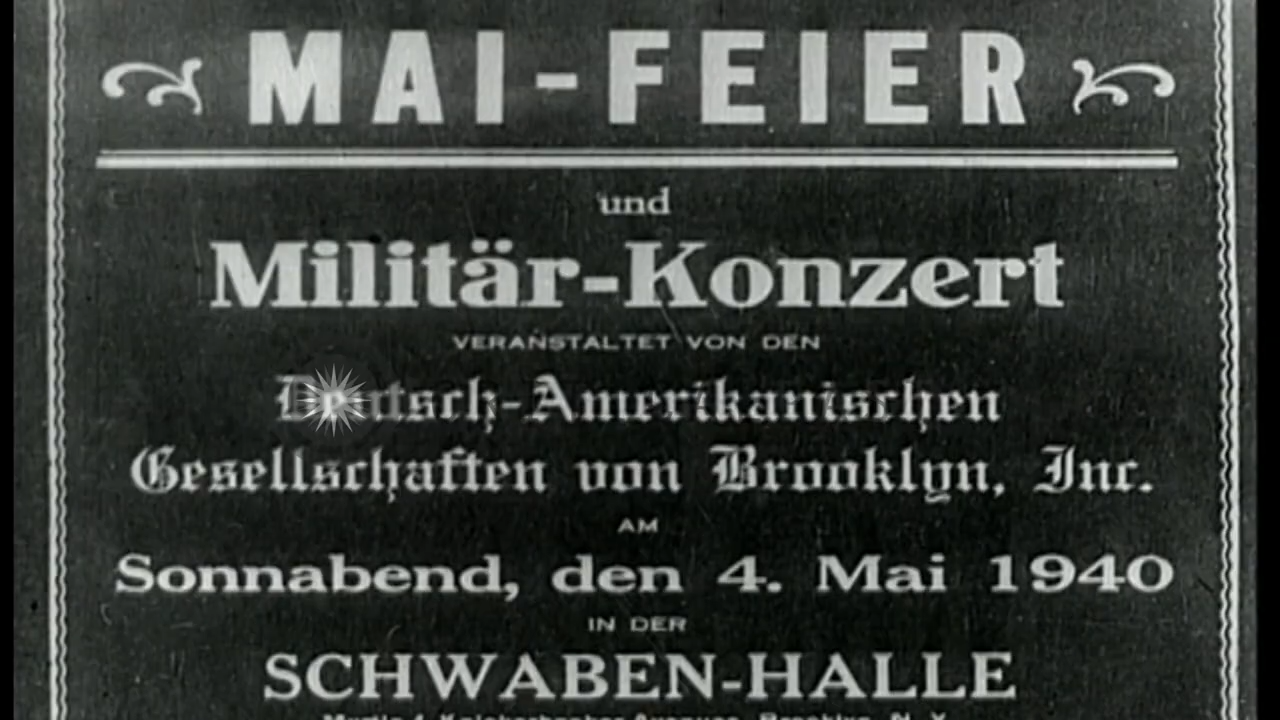 MAI-FEIER
und
Militär-Konzert
VERANSTALTET VON DEN
Deutsch-Amerikanischen
Gesellschaften von Brooklyn, Inc.
AM
Sonnabend, den 4. Mai 1940
IN DER
SCHWABEN-HALLE